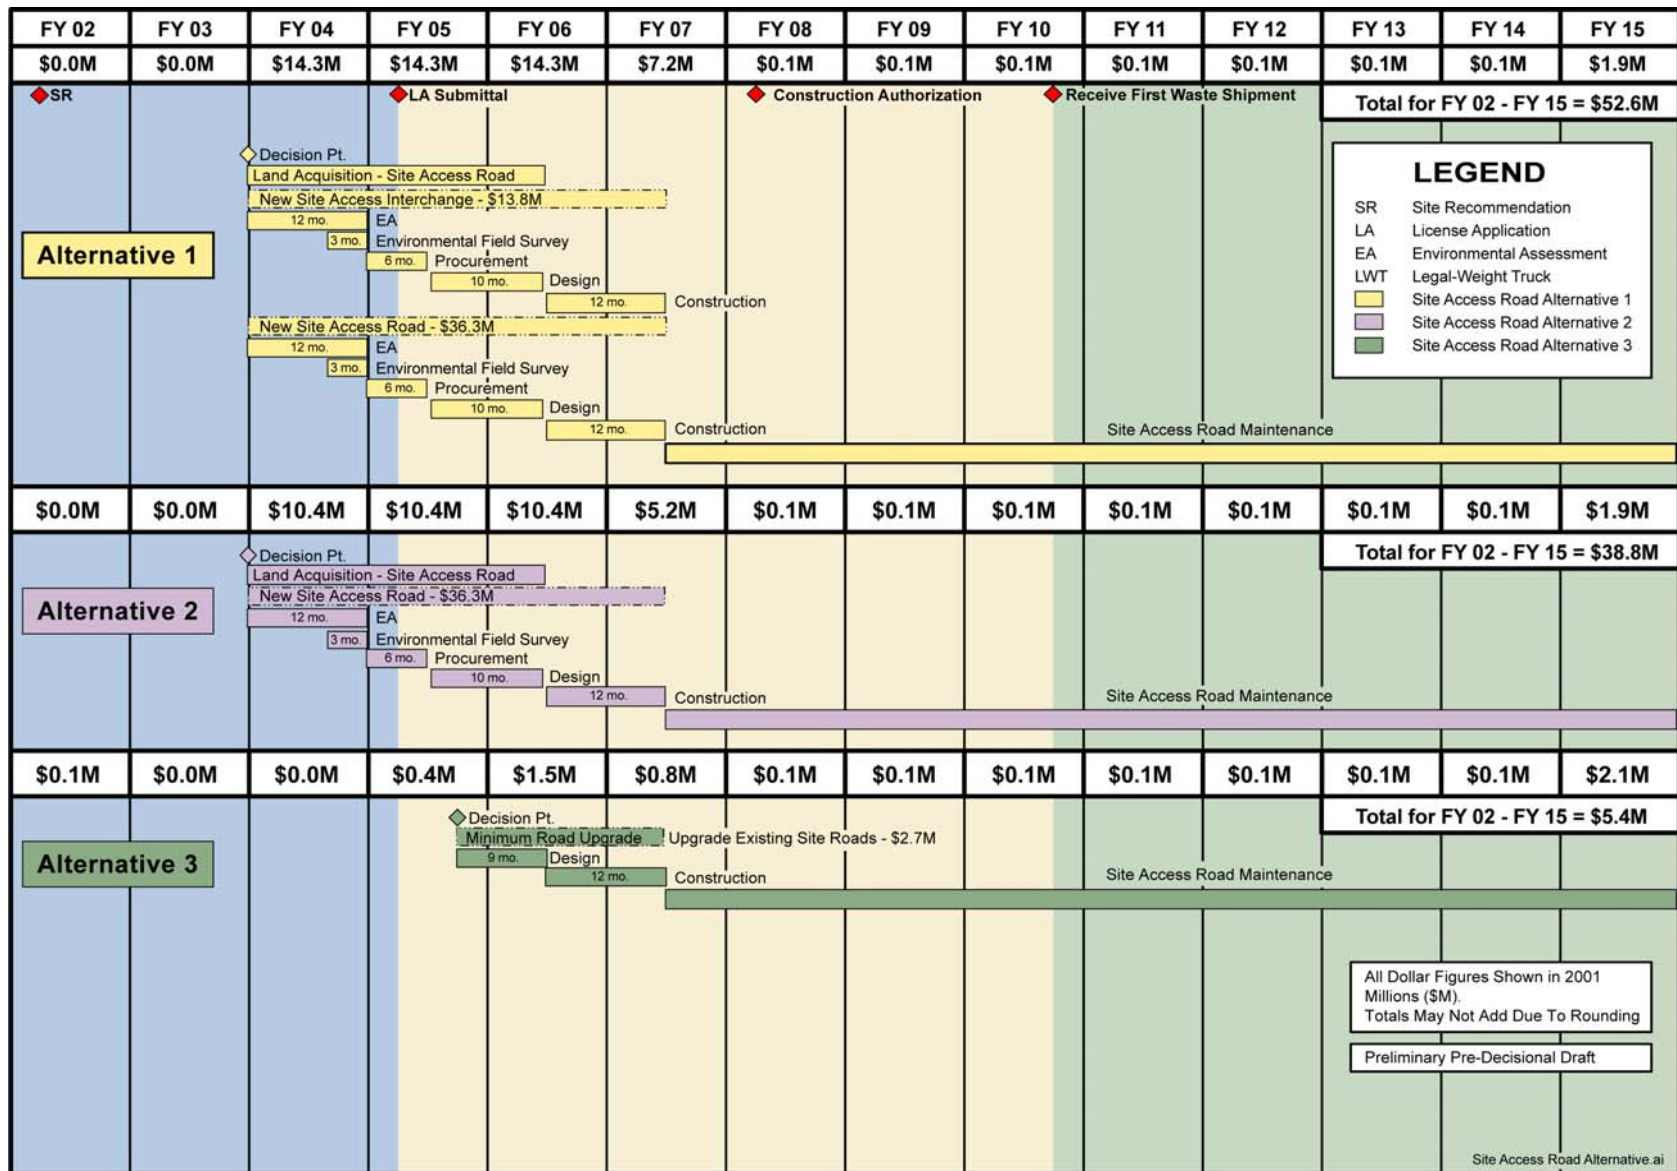 FY 02 FY 03 FY 04 FY 05 FY 06 FY 07 FY 08 FY 09 FY 10 FY 11 FY 12 FY 13 FY 14 FY 15
$0.0M $0.0M $14.3M $14.3M $14.3M $7.2M $0.1M $0.1M $0.1M $0.1M $0.1M $0.1M $0.1M $1.9M
SR LA Submittal Construction Authorization Receive First Waste Shipment
Total for FY 02 - FY 15 = $52.6M
Alternative 1
Decision Pt.
Land Acquisition - Site Access Road
New Site Access Interchange - $13.8M
12 mo. EA
3 mo. Environmental Field Survey
6 mo. Procurement
10 mo. Design
12 mo. Construction
New Site Access Road - $36.3M
12 mo. EA
3 mo. Environmental Field Survey
6 mo. Procurement
10 mo. Design
12 mo. Construction
Site Access Road Maintenance
LEGEND
SR Site Recommendation
LA License Application
EA Environmental Assessment
LWT Legal-Weight Truck
Site Access Road Alternative 1
Site Access Road Alternative 2
Site Access Road Alternative 3
$0.0M $0.0M $10.4M $10.4M $10.4M $5.2M $0.1M $0.1M $0.1M $0.1M $0.1M $0.1M $0.1M $1.9M
Total for FY 02 - FY 15 = $38.8M
Alternative 2
Decision Pt.
Land Acquisition - Site Access Road
New Site Access Road - $36.3M
12 mo. EA
3 mo. Environmental Field Survey
6 mo. Procurement
10 mo. Design
12 mo. Construction
Site Access Road Maintenance
$0.1M $0.0M $0.0M $0.4M $1.5M $0.8M $0.1M $0.1M $0.1M $0.1M $0.1M $0.1M $0.1M $2.1M
Total for FY 02 - FY 15 = $5.4M
Alternative 3
Decision Pt.
Minimum Road Upgrade Upgrade Existing Site Roads - $2.7M
9 mo. Design
12 mo. Construction
Site Access Road Maintenance
All Dollar Figures Shown in 2001
Millions ($M).
Totals May Not Add Due To Rounding
Preliminary Pre-Decisional Draft
Site Access Road Alternative.ai